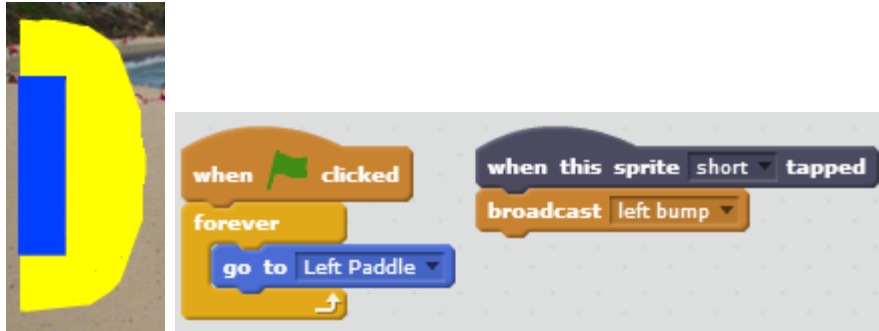 when clicked
forever
go to Left Paddle
when this sprite short tapped
broadcast left bump